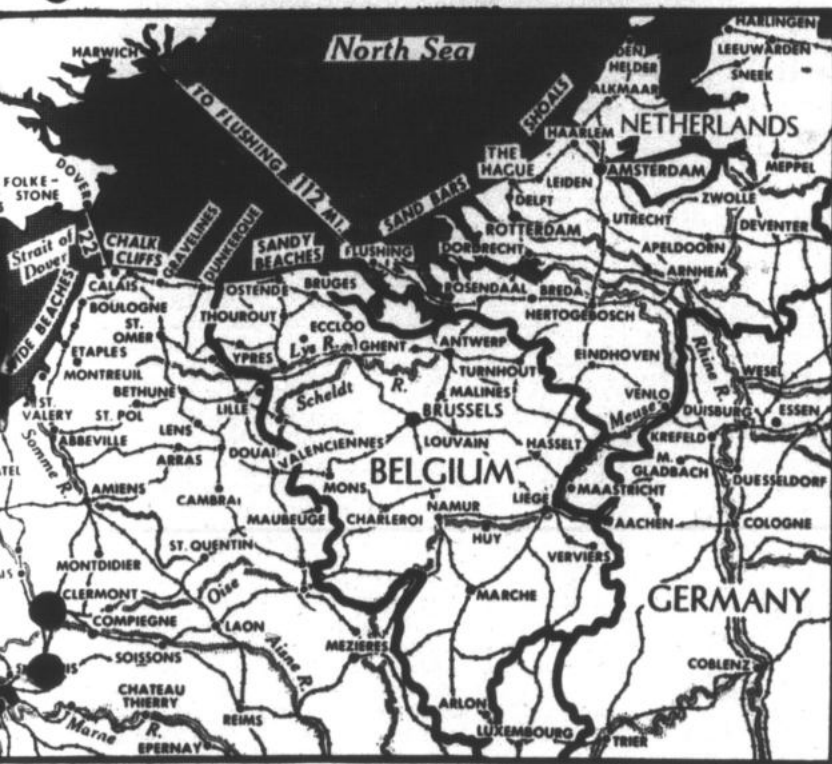 HARWICH
North Sea
DEN
HELDER
HARLINGEN
LEEUWARDEN
SNEEK
ALKMAAR
TO FLUSHING 112 MI.
SHOALS
HAARLEM
NETHERLANDS
FOLKE-
STONE
DOVER
THE
HAGUE
LEIDEN
AMSTERDAM
MEPPEL
ZWOLLE
DELFT
SAND BARS
UTRECHT
DEVENTER
ROTTERDAM
APELDOORN
Strait of
Dover
22
CHALK
CLIFFS
GRAVELINES
DUNKERQUE
SANDY
BEACHES
FLUSHING
DORDRECHT
ARNHEM
CALAIS
OSTENDE
BRUGES
ROSENDAAL
BREDA
HERTOGEBOSCH
BOULOGNE
THOUROUT
IDE BEACHES
ST.
OMER
ECCLOO
Lys R.
GHENT
ANTWERP
EINDHOVEN
Rhine R.
ETAPLES
YPRES
MONTREUIL
TURNHOUT
WESEL
BETHUNE
Scheldt
R.
MALINES
VENLO
ST.
VALERY
ST. POL
LILLE
BRUSSELS
Meuse
DUISBURG
ESSEN
LENS
ABBEVILLE
Somme R.
ARRAS
DOUAI
VALENCIENNES
LOUVAIN
HASSELT
KREFELD
M.
GLADBACH
TEL
BELGIUM
AMIENS
CAMBRAI
MONS
NAMUR
LIEGE
MAASTRICHT
DUESSELDORF
MAUBEUGE
CHARLEROI
HUY
AACHEN
COLOGNE
ST. QUENTIN
VERVIERS
MONTDIDIER
CLERMONT
Oise
MARCHE
GERMANY
COMPIEGNE
LAON
Aisne R.
MEZIERES
SOISSONS
COBLENZ
CHATEAU
THIERRY
REIMS
ARLON
Marne
R.
EPERNAY
LUXEMBOURG
TRIER